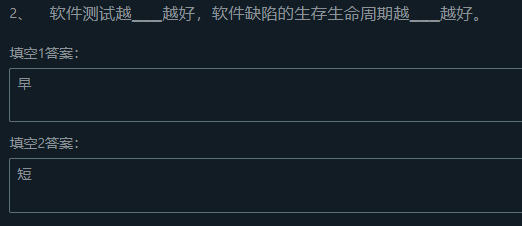 2、 软件测试越____越好，软件缺陷的生存生命周期越____越好。
填空1答案：
早
填空2答案：
短